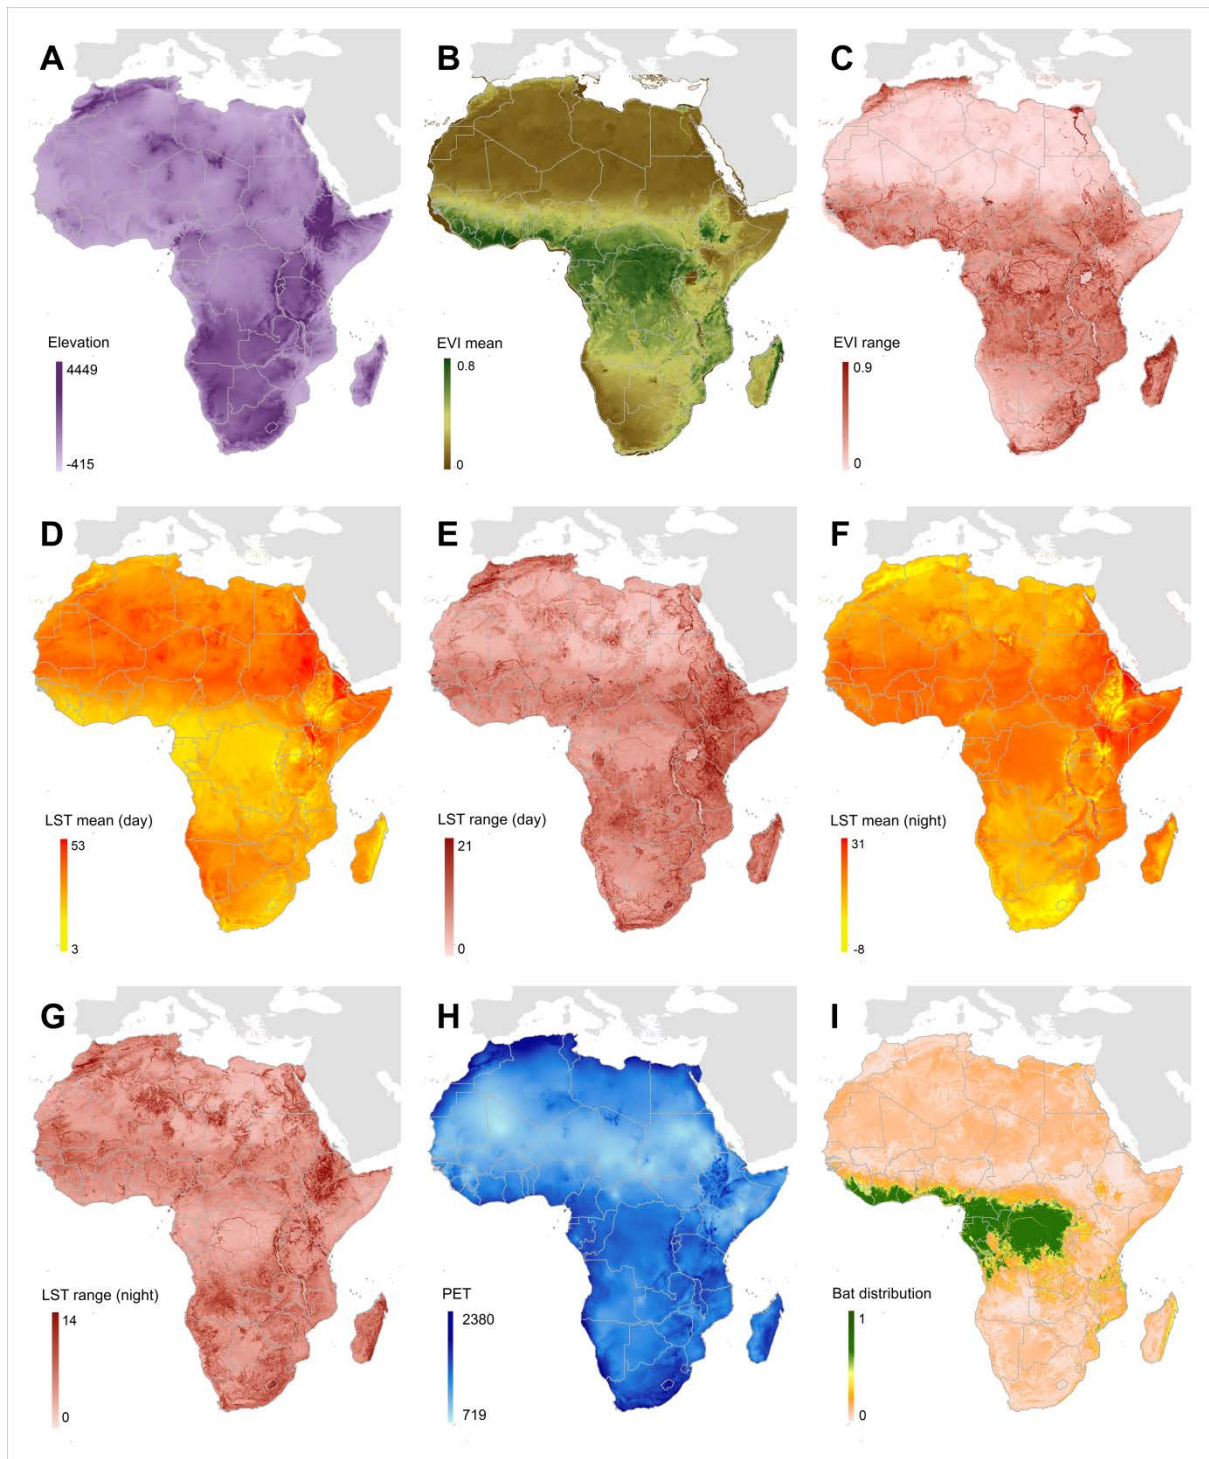 A
B
C
Elevation
4449
-415
EVI mean
0.8
0
EVI range
0.9
0
D
E
F
LST mean (day)
53
3
LST range (day)
21
0
LST mean (night)
31
-8
G
H
I
LST range (night)
14
0
PET
2380
719
Bat distribution
1
0